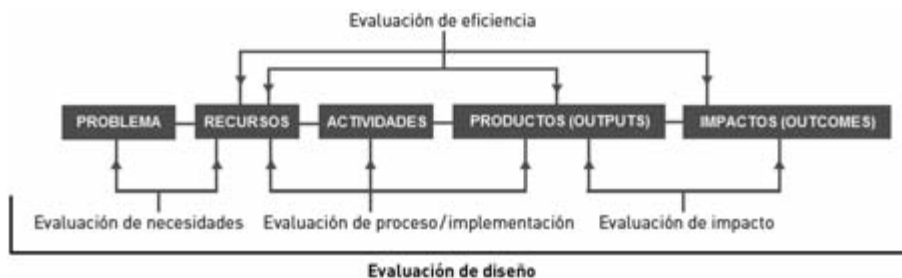 Evaluación de eficiencia
PROBLEMA RECURSOS ACTIVIDADES PRODUCTOS (OUTPUTS) IMPACTOS (OUTCOMES)
Evaluación de necesidades Evaluación de proceso/implementación Evaluación de impacto
Evaluación de diseño